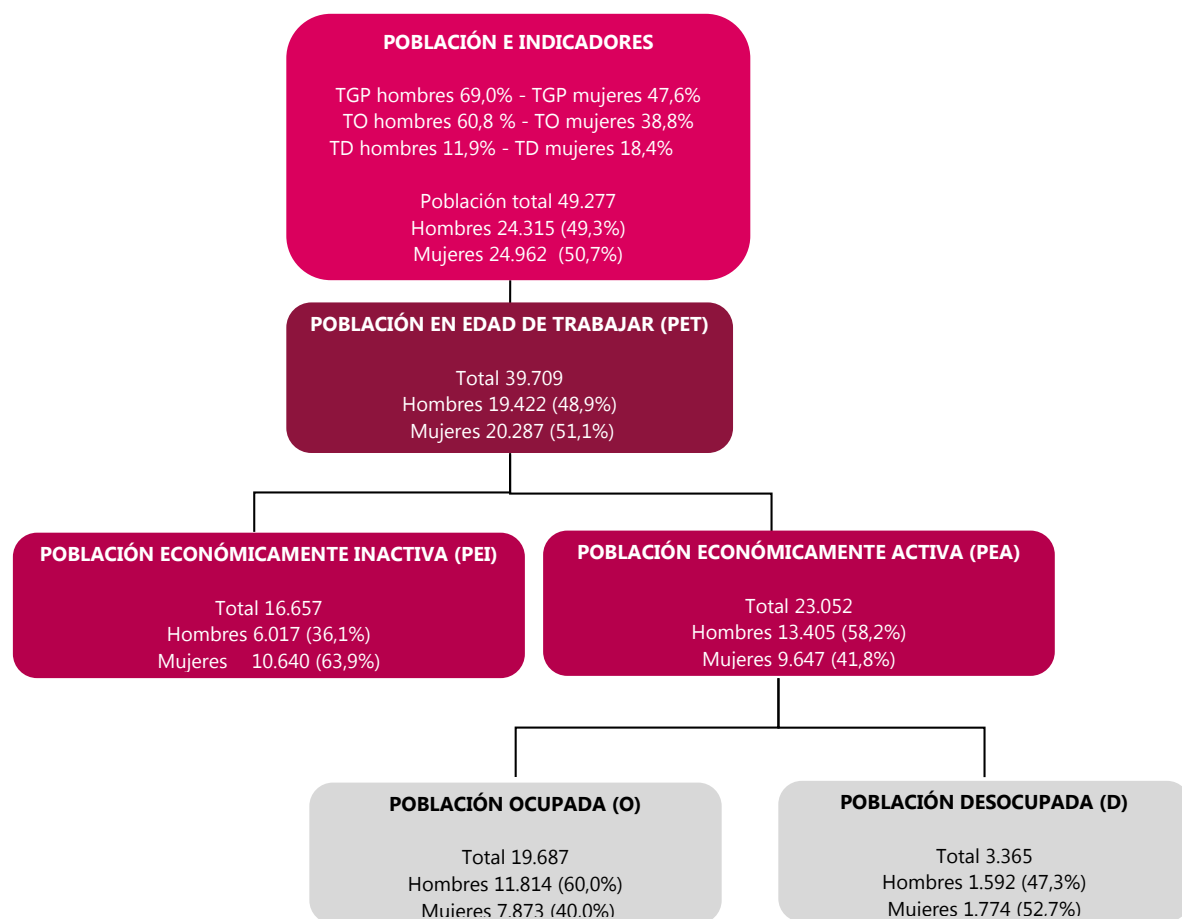 POBLACIÓN E INDICADORES
TGP hombres 69,0% - TGP mujeres 47,6%
TO hombres 60,8 % - TO mujeres 38,8%
TD hombres 11,9% - TD mujeres 18,4%
Población total 49.277
Hombres 24.315 (49,3%)
Mujeres 24.962 (50,7%)
POBLACIÓN EN EDAD DE TRABAJAR (PET)
Total 39.709
Hombres 19.422 (48,9%)
Mujeres 20.287 (51,1%)
POBLACIÓN ECONÓMICAMENTE INACTIVA (PEI)
Total 16.657
Hombres 6.017 (36,1%)
Mujeres 10.640 (63,9%)
POBLACIÓN ECONÓMICAMENTE ACTIVA (PEA)
Total 23.052
Hombres 13.405 (58,2%)
Mujeres 9.647 (41,8%)
POBLACIÓN OCUPADA (O)
Total 19.687
Hombres 11.814 (60,0%)
Mujeres 7.873 (40,0%)
POBLACIÓN DESOCUPADA (D)
Total 3.365
Hombres 1.592 (47,3%)
Mujeres 1.774 (52,7%)